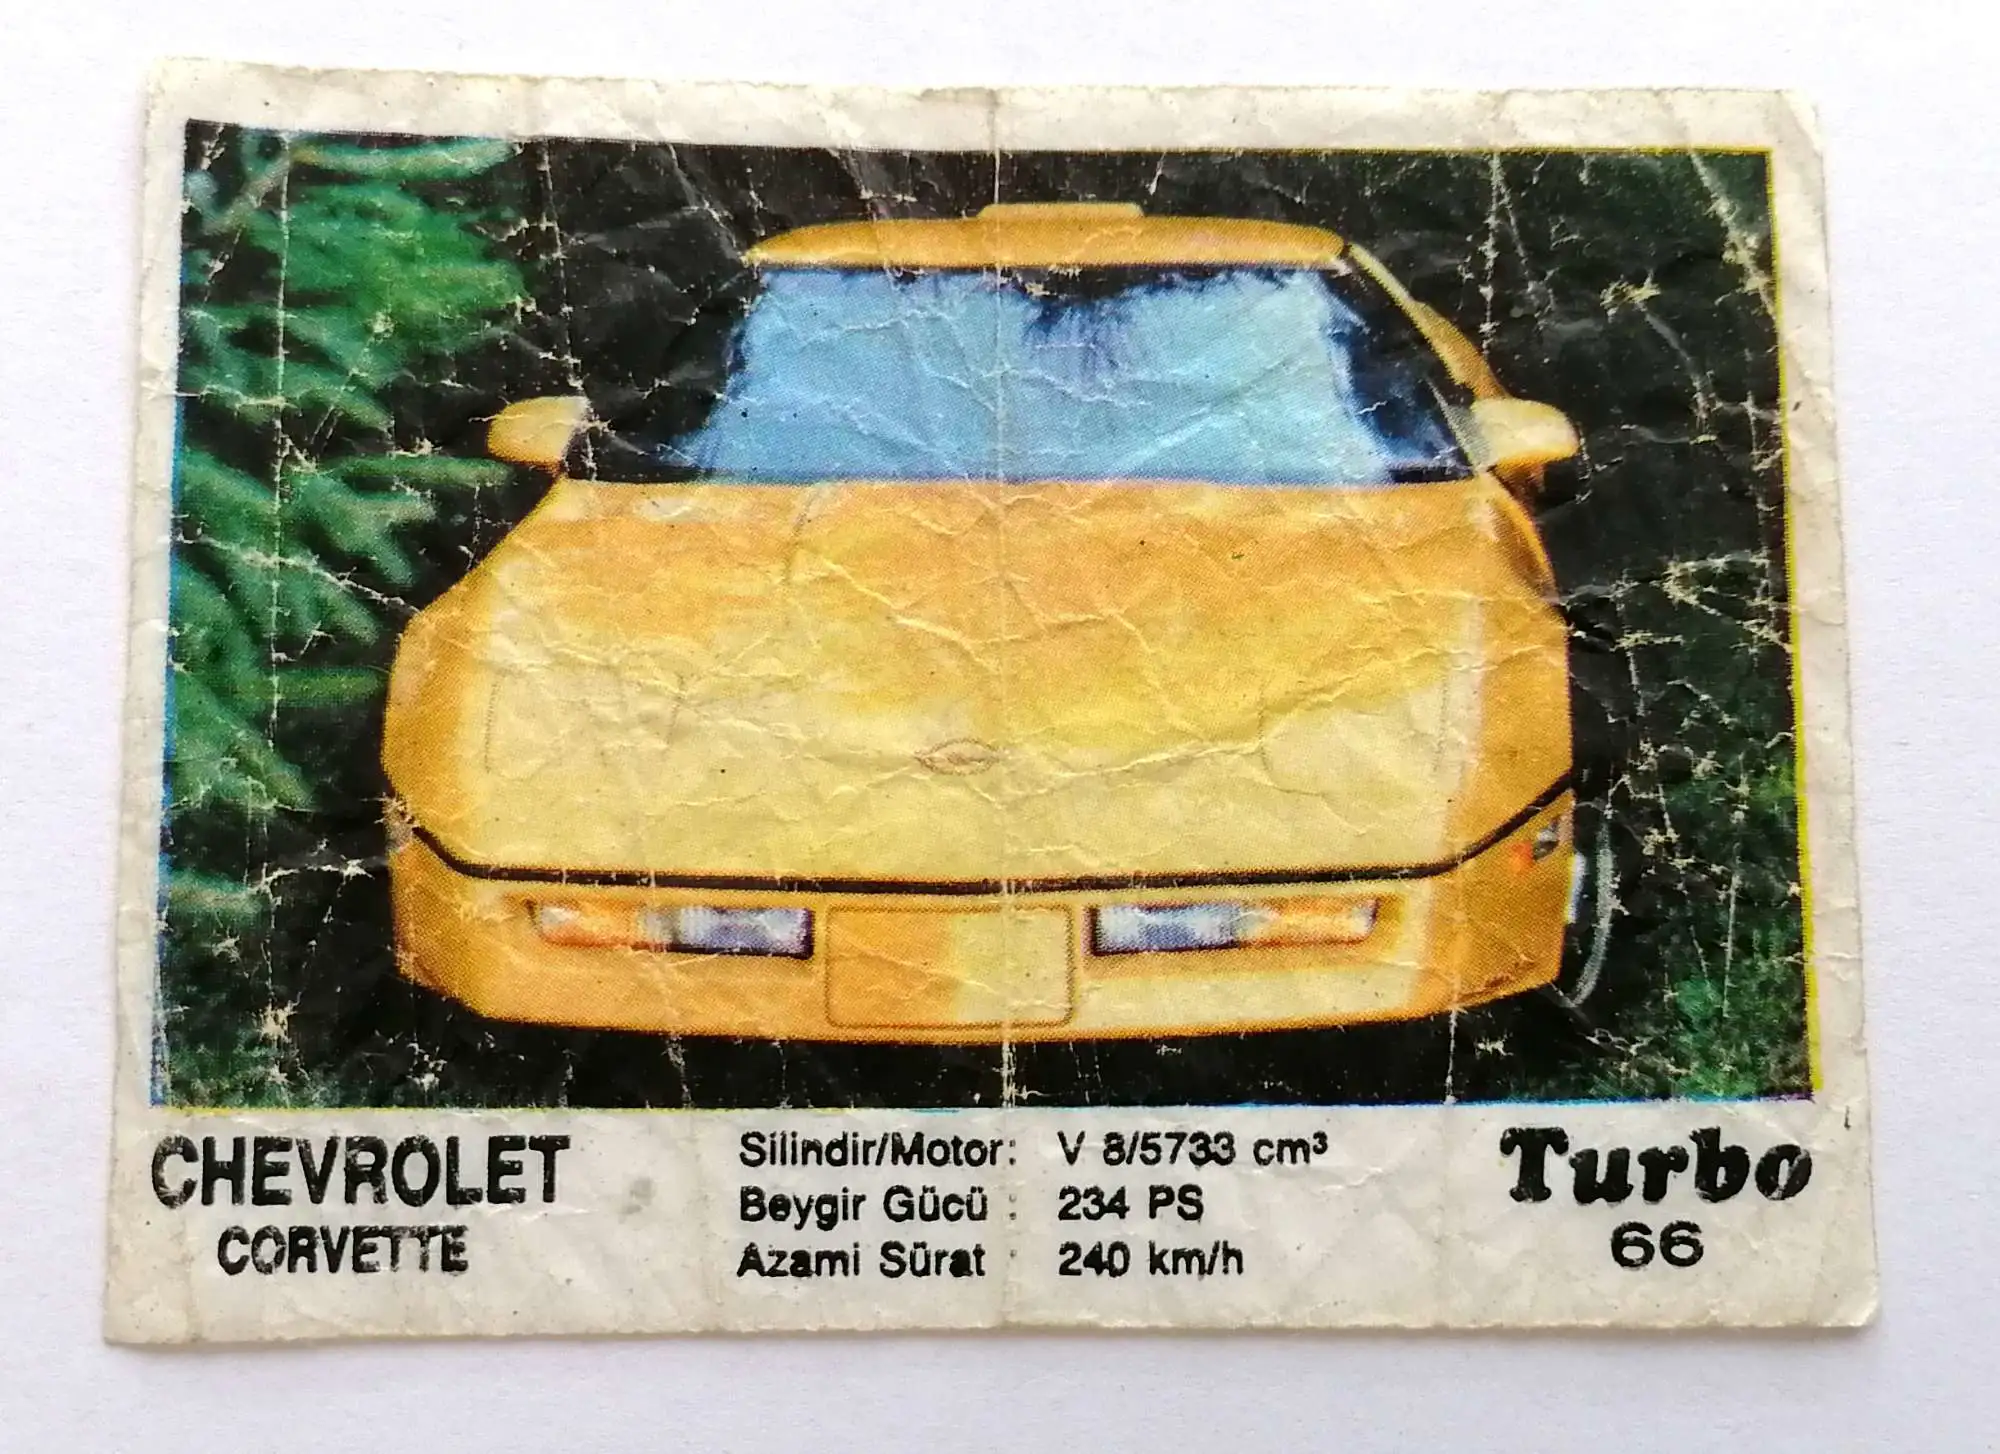 CHEVROLET
CORVETTE
Silindir/Motor: V 8/5733 cm³
Beygir Gücü : 234 PS
Azami Sürat : 240 km/h
Turbo
66